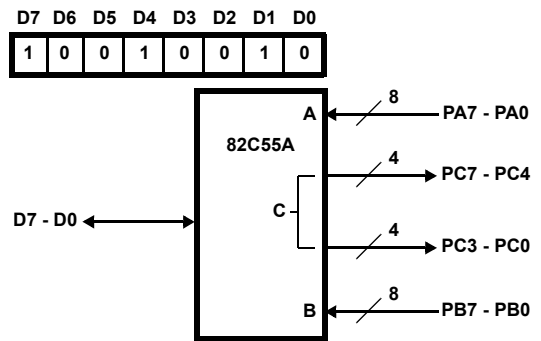 D7 D6 D5 D4 D3 D2 D1 D0
1 0 0 1 0 0 1 0
A 8 PA7 - PA0
82C55A
4 PC7 - PC4
C
D7 - D0
4 PC3 - PC0
B 8 PB7 - PB0